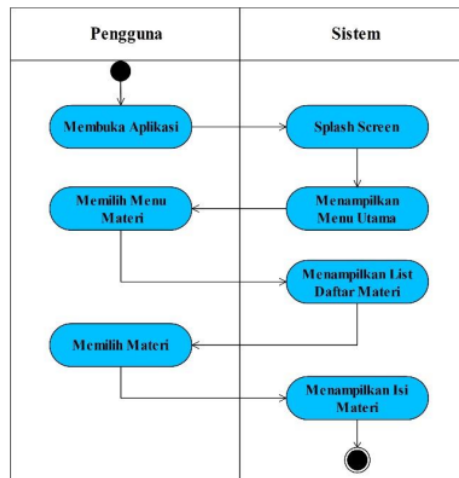 Pengguna
Sistem
Membuka Aplikasi
Splash Screen
Memilih Menu
Materi
Menampilkan
Menu Utama
Menampilkan List
Daftar Materi
Memilih Materi
Menampilkan Isi
Materi